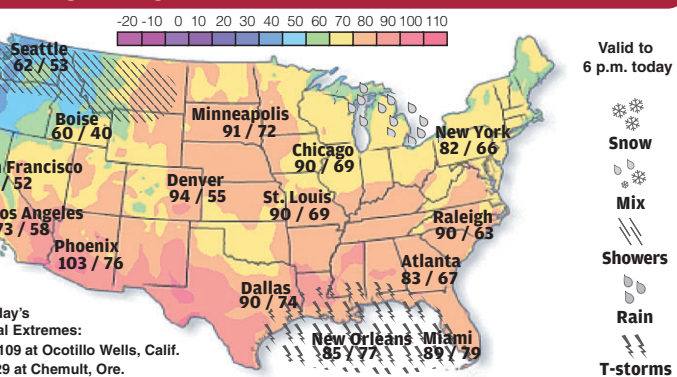 -20 -10 0 10 20 30 40 50 60 70 80 90 100 110
Valid to
6 p.m. today
Snow
Mix
Showers
Rain
T-storms
Seattle
62 / 53
Boise
60 / 40
Minneapolis
91 / 72
New York
82 / 66
Chicago
90 / 69
Francisco
/ 52
Denver
94 / 55
St. Louis
90 / 69
os Angeles
73 / 58
Raleigh
90 / 63
Phoenix
103 / 76
Atlanta
83 / 67
Dallas
90 / 74
New Orleans
85 / 77
Miami
89 / 79
day's
al Extremes:
109 at Ocotillo Wells, Calif.
29 at Chemult, Ore.